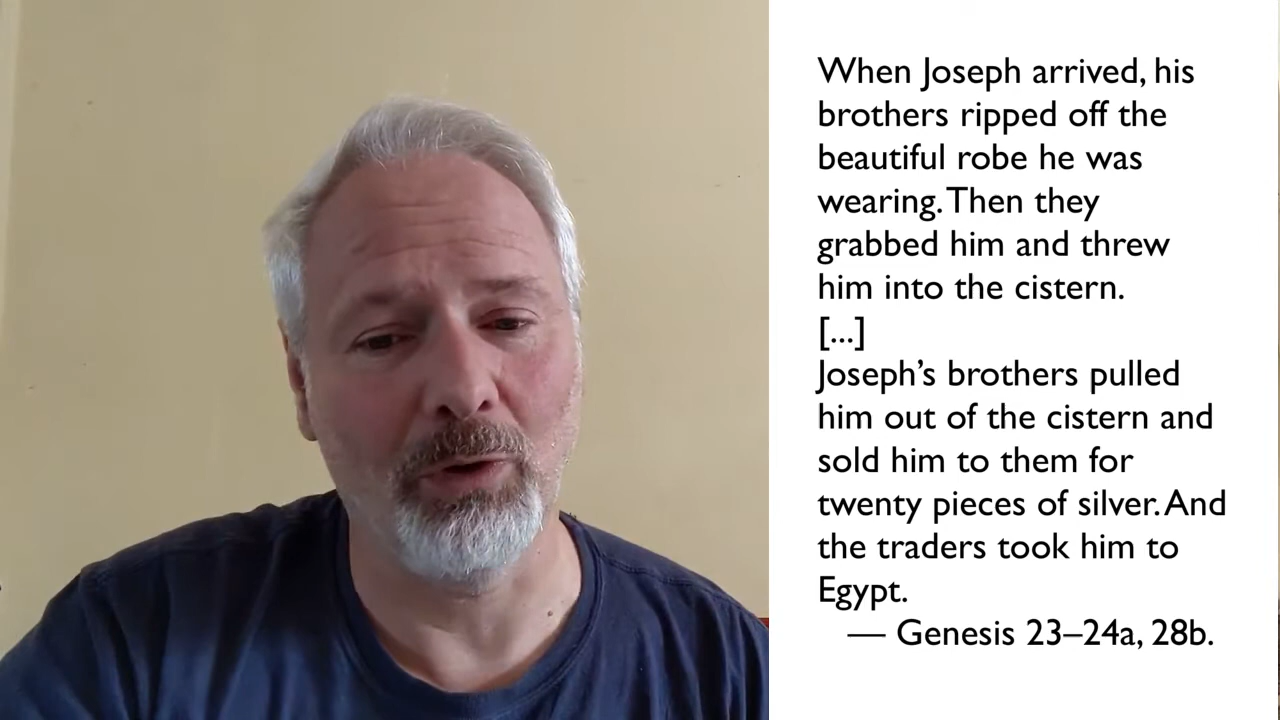 When Joseph arrived, his
brothers ripped off the
beautiful robe he was
wearing. Then they
grabbed him and threw
him into the cistern.
[...]
Joseph’s brothers pulled
him out of the cistern and
sold him to them for
twenty pieces of silver. And
the traders took him to
Egypt.
— Genesis 23–24a, 28b.